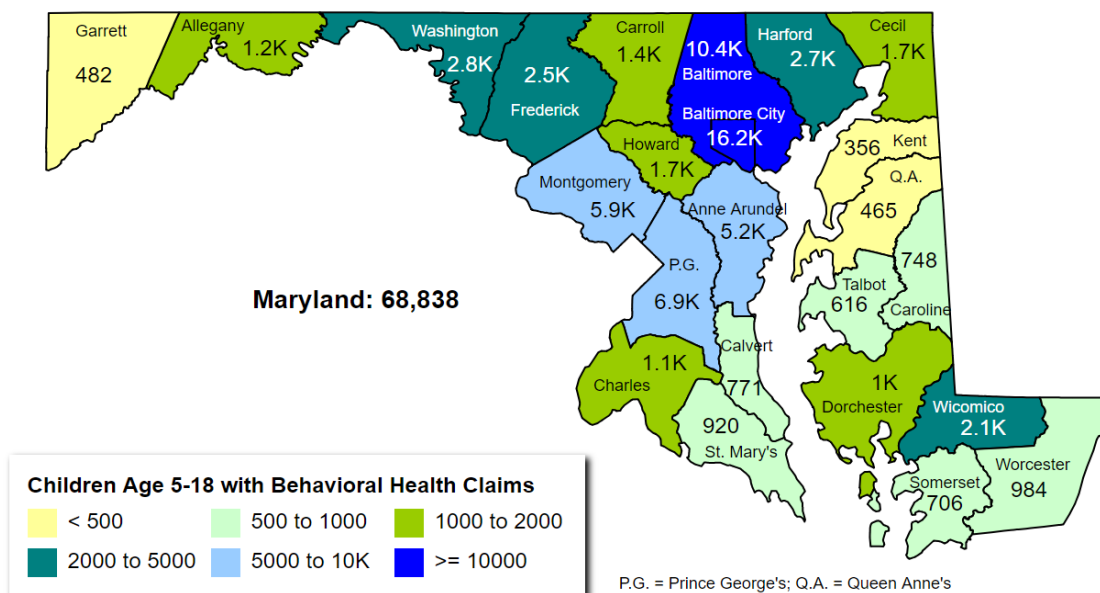 Garrett
482
Allegany
1.2K
Washington
2.8K
2.5K
Frederick
Carroll
1.4K
10.4K
Baltimore
Baltimore City
16.2K
Harford
2.7K
Cecil
1.7K
Howard
1.7K
356
Kent
Q.A.
465
Montgomery
5.9K
Anne Arundel
5.2K
P.G.
6.9K
748
Caroline
Talbot
616
Maryland: 68,838
Calvert
771
1.1K
Charles
1K
Dorchester
920
St. Mary's
Wicomico
2.1K
Somerset
706
Worcester
984
Children Age 5-18 with Behavioral Health Claims
< 500
500 to 1000
1000 to 2000
2000 to 5000
5000 to 10K
>= 10000
P.G. = Prince George's; Q.A. = Queen Anne's